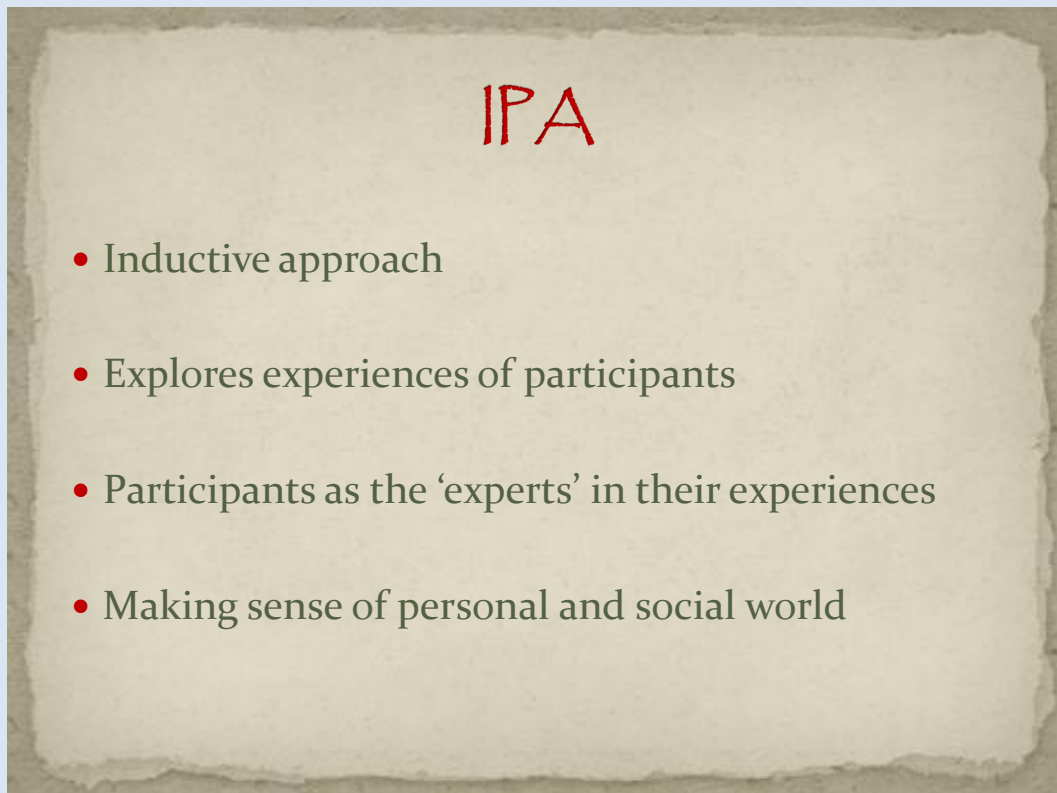 IPA
• Inductive approach
• Explores experiences of participants
• Participants as the ‘experts’ in their experiences
• Making sense of personal and social world